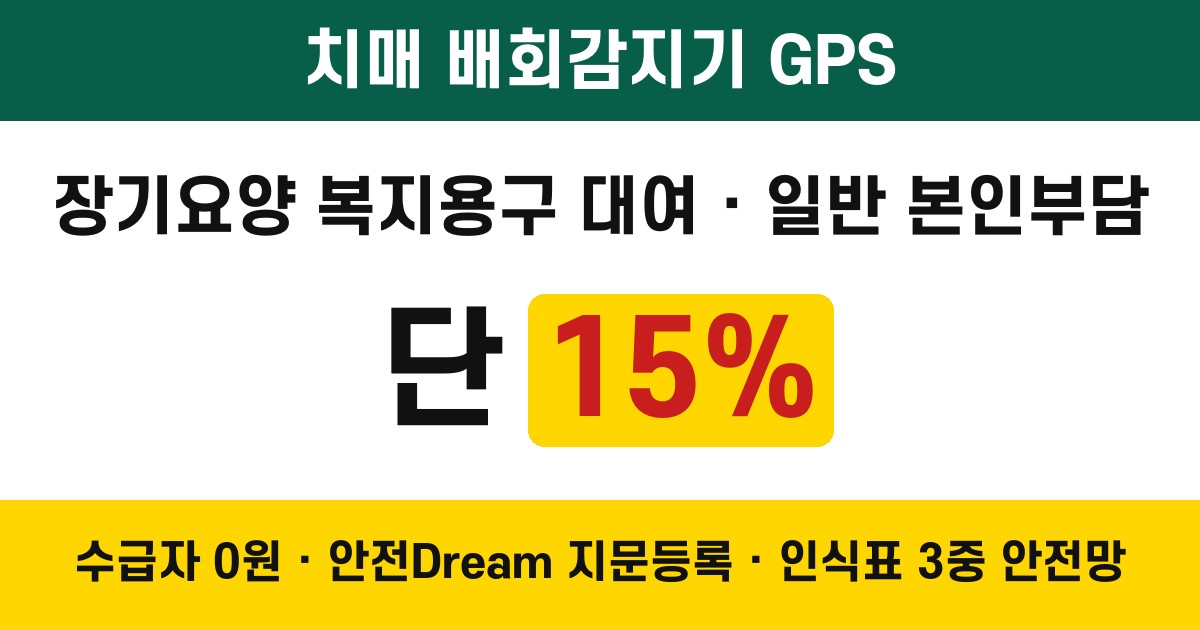 치매 배회감지기 GPS
장기요양 복지용구 대여 · 일반 본인부담
단 15%
수급자 0원 · 안전Dream 지문등록 · 인식표 3중 안전망